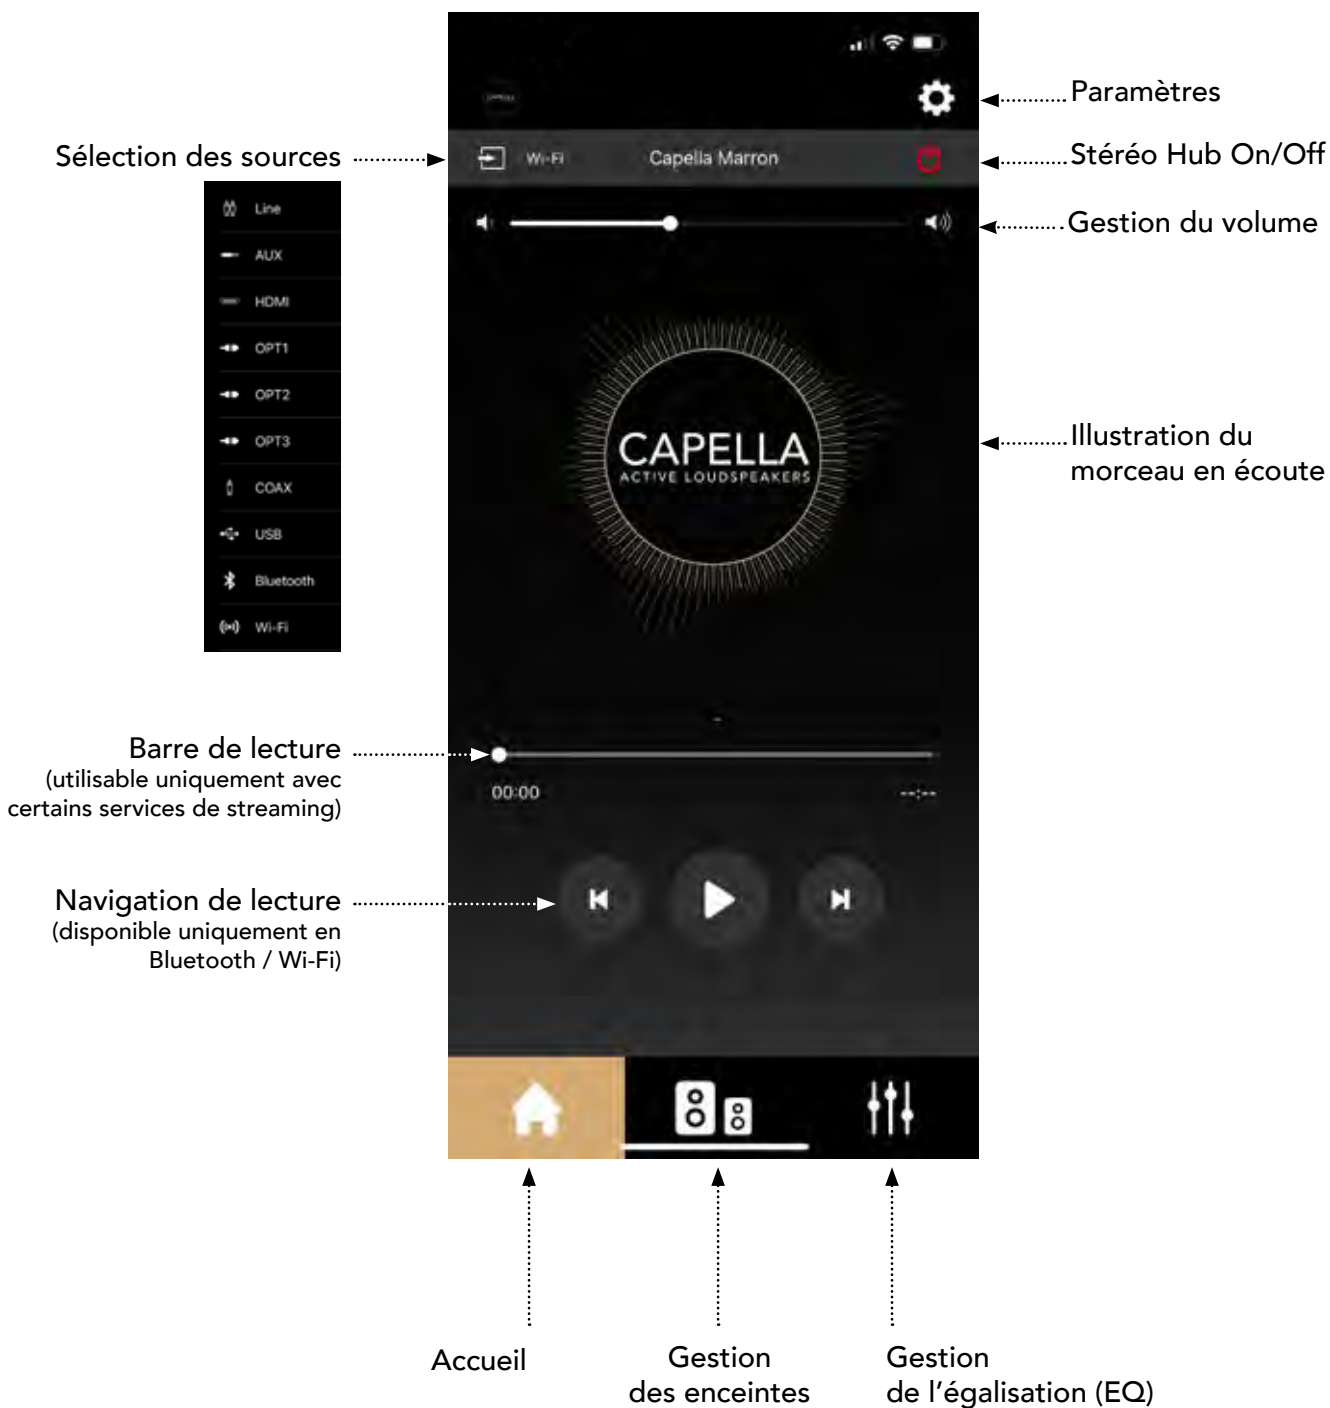 Paramètres
Sélection des sources
Wi-Fi
Capella Marron
Stéréo Hub On/Off
Gestion du volume
Line
AUX
HDMI
OPT1
OPT2
OPT3
COAX
USB
Bluetooth
Wi-Fi
CAPELLA
ACTIVE LOUDSPEAKERS
Illustration du
morceau en écoute
-
Barre de lecture
(utilisable uniquement avec
certains services de streaming)
00:00
--:--
Navigation de lecture
(disponible uniquement en
Bluetooth / Wi-Fi)
Accueil
Gestion
des enceintes
Gestion
de l'égalisation (EQ)